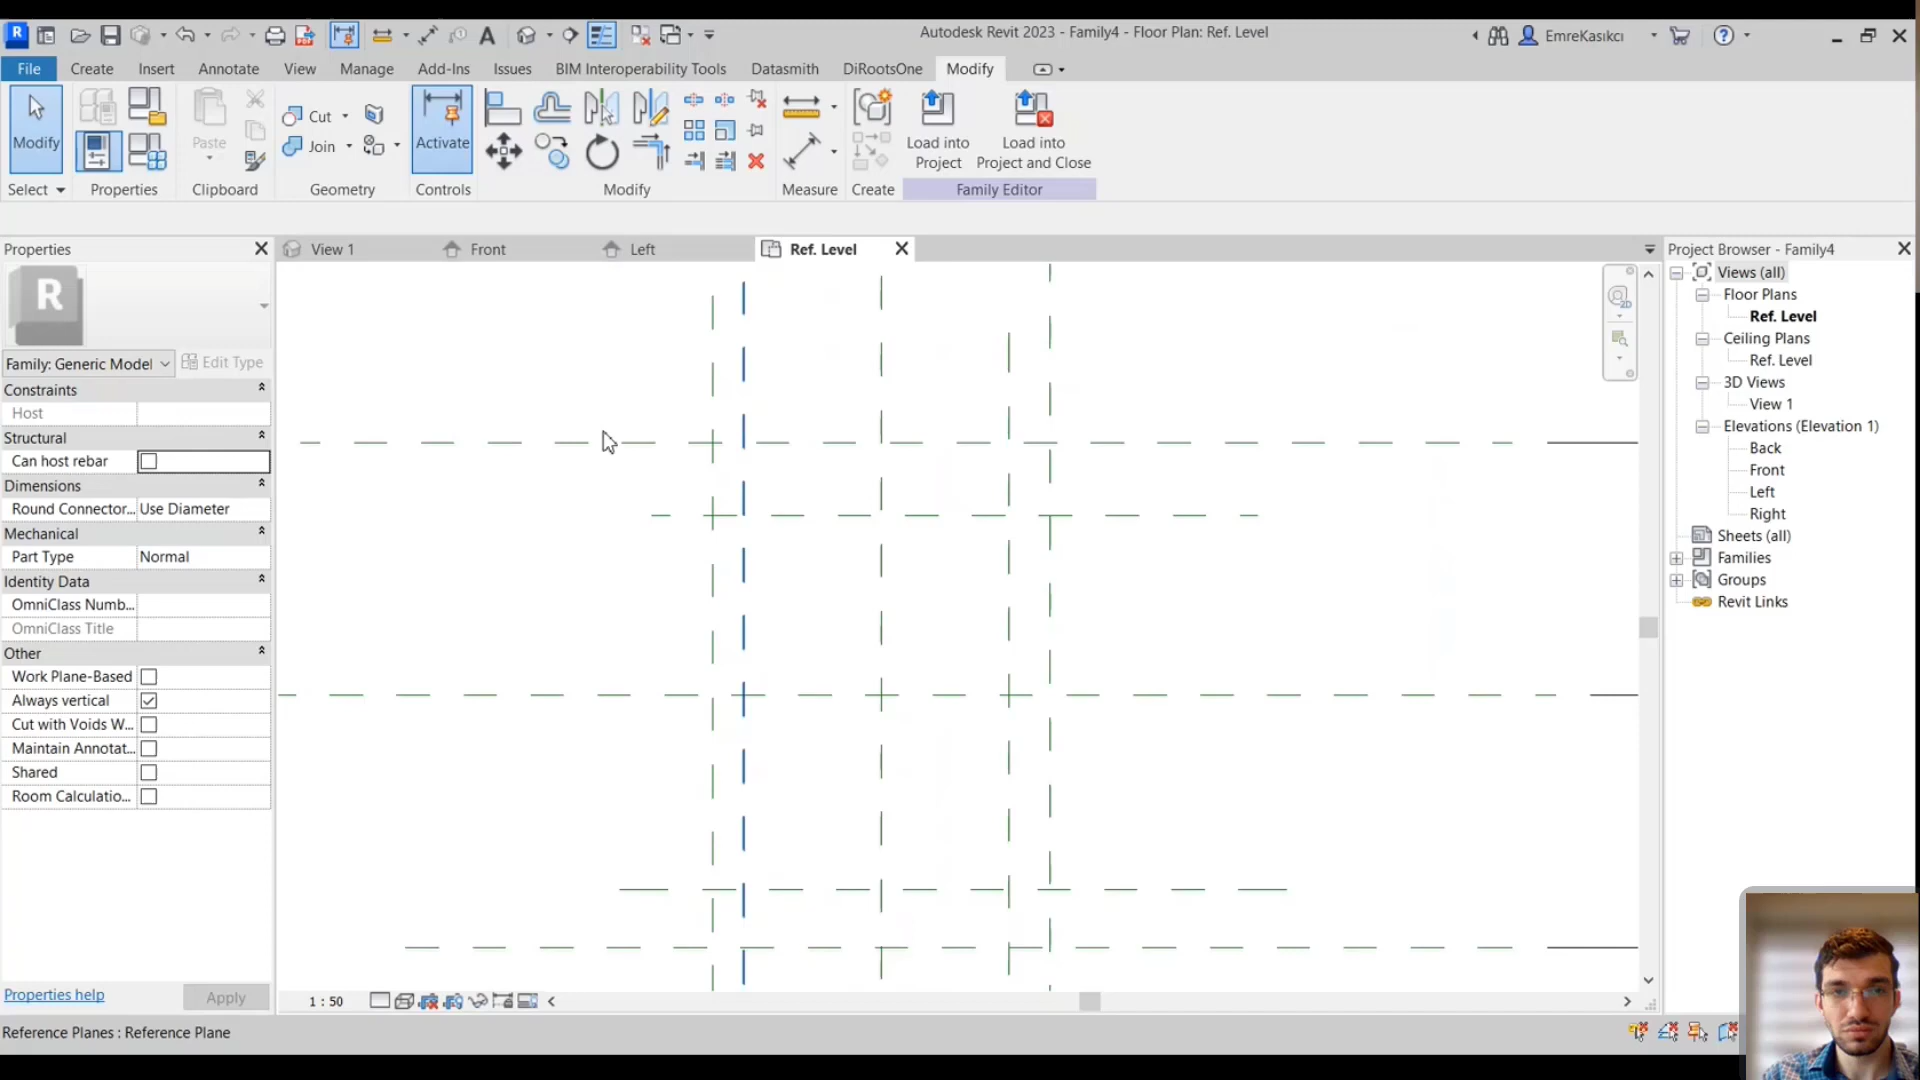 Autodesk Revit 2023 - Family4 - Floor Plan: Ref. Level
EmreKasıkcı
File Create Insert Annotate View Manage Add-Ins Issues BIM Interoperability Tools Datasmith DiRootsOne Modify
Modify
Paste
Cut
Join
Activate
Load into Project
Load into Project and Close
Select Properties Clipboard Geometry Controls Modify Measure Create Family Editor
Properties
View 1
Front
Left
Ref. Level
Project Browser - Family4
R
Family: Generic Model
Edit Type
Constraints
Host
Structural
Can host rebar
Dimensions
Round Connector... Use Diameter
Mechanical
Part Type Normal
Identity Data
OmniClass Numb...
OmniClass Title
Other
Work Plane-Based
Always vertical
Cut with Voids W...
Maintain Annotat...
Shared
Room Calculatio...
Properties help
Apply
1 : 50
Reference Planes : Reference Plane
Views (all)
Floor Plans
Ref. Level
Ceiling Plans
Ref. Level
3D Views
View 1
Elevations (Elevation 1)
Back
Front
Left
Right
Sheets (all)
Families
Groups
Revit Links